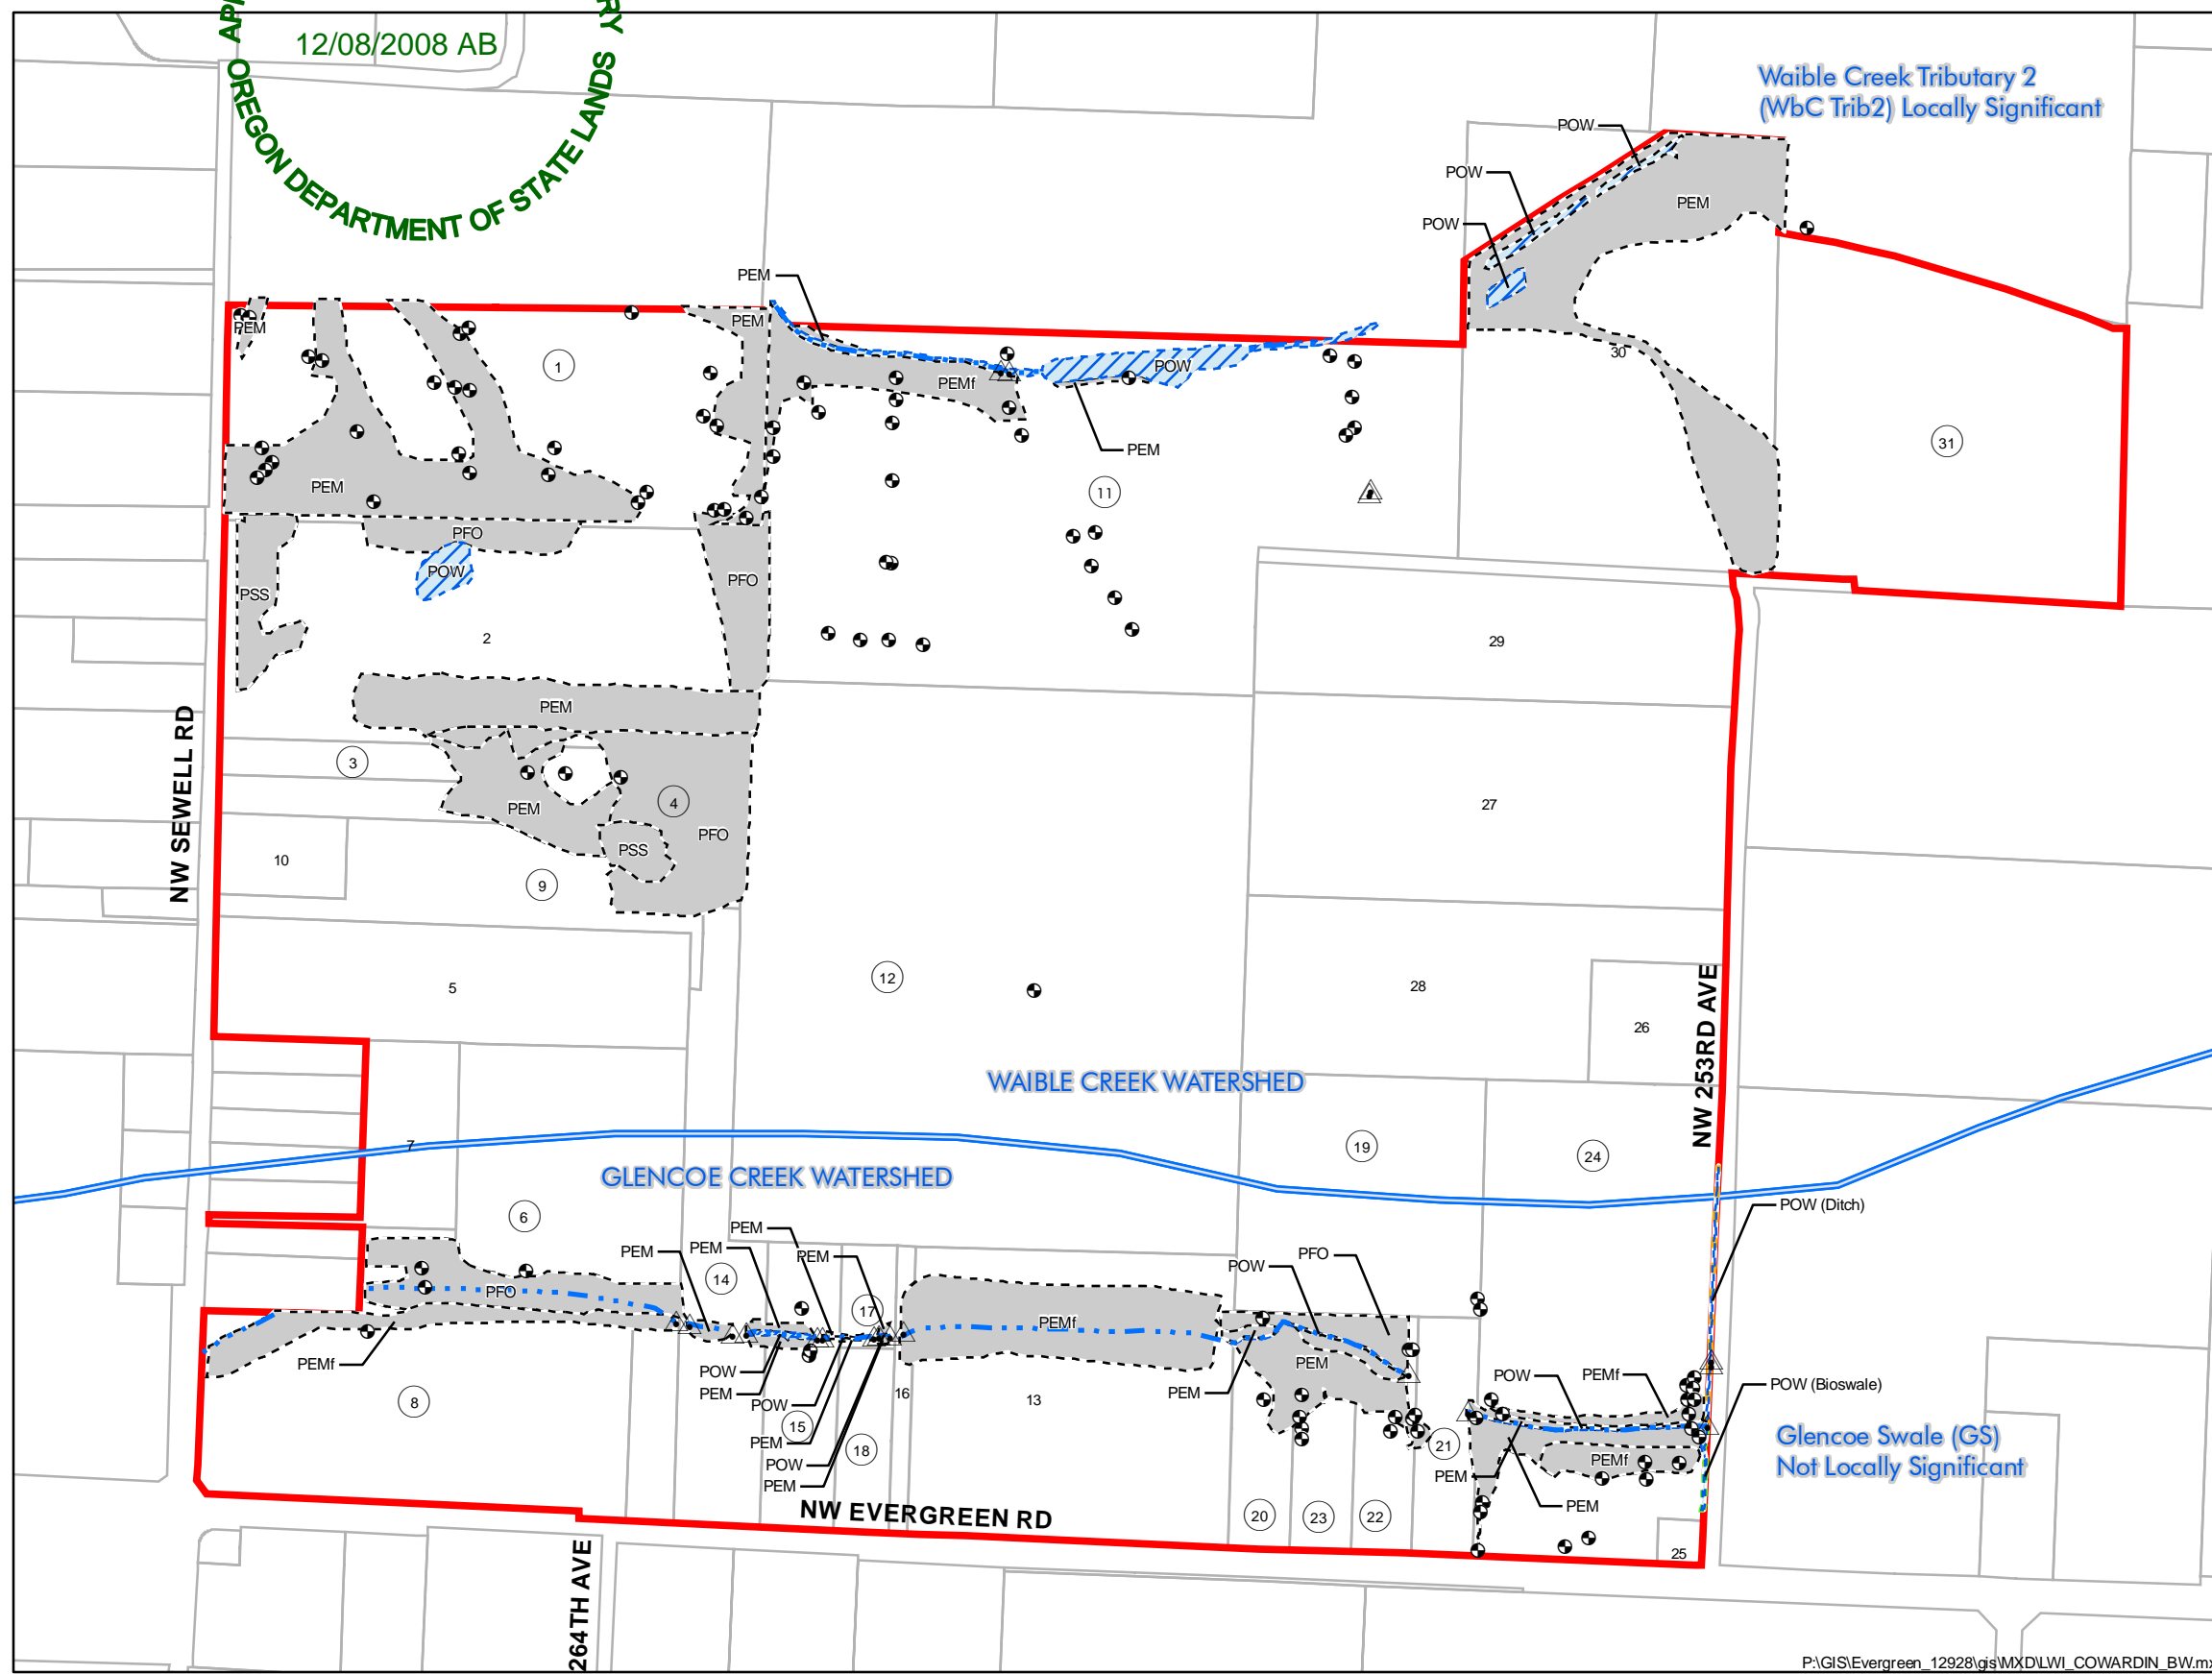 12/08/2008 AB
OREGON DEPARTMENT OF STATE LANDS
Waible Creek Tributary 2
(WbC Trib2) Locally Significant
POW
POW
POW
PEM
PEM
PEM
PEM
PEMf
POW
PEM
1
30
31
11
PEM
PFO
POW
PSS
PFO
2
29
PEM
NW SEWELL RD
3
4
PEM
PFO
PSS
27
10
9
5
12
28
26
NW 253RD AVE
WAIBLE CREEK WATERSHED
7
19
24
GLENCOE CREEK WATERSHED
6
POW (Ditch)
PEM
PEM
PEM
PEM
14
17
POW
PFO
PFO
PEMf
PEMf
PEM
POW
PEM
POW
PEM
POW
PEM
PEM
8
15
18
16
13
POW
PEMf
POW (Bioswale)
Glencoe Swale (GS)
Not Locally Significant
21
PEM
PEMf
PEM
20
23
22
25
NW EVERGREEN RD
264TH AVE
P:\GIS\Evergreen_12928\gis\MXD\LWI_COWARDIN_BW.mx